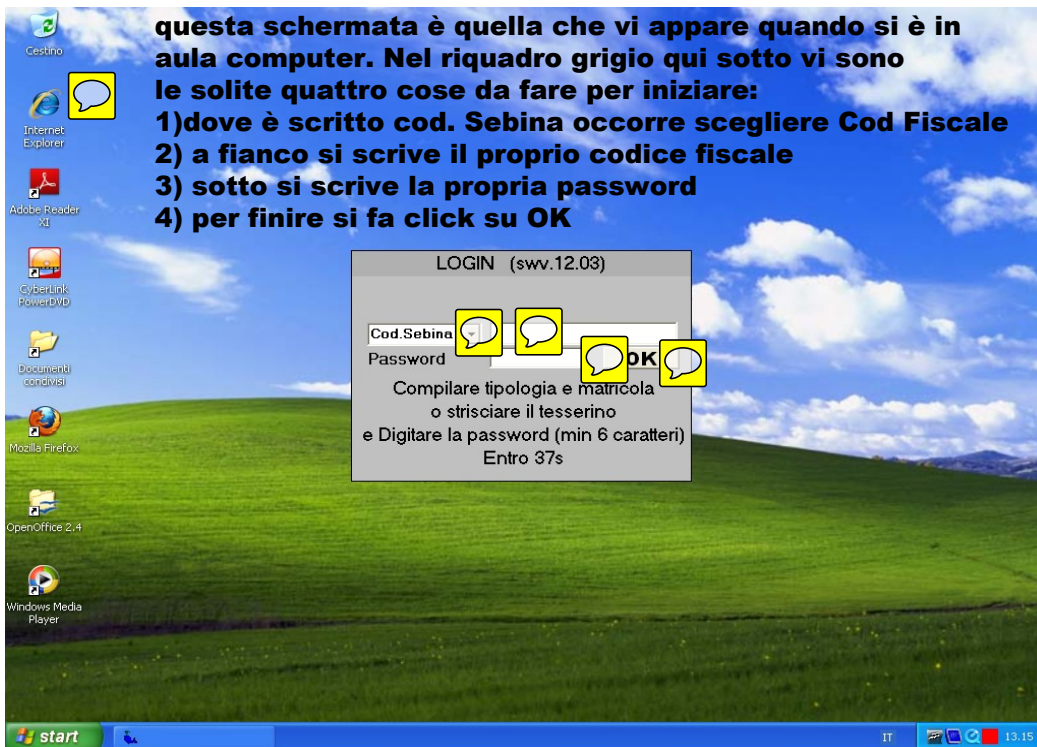 questa schermata è quella che vi appare quando si è in
aula computer. Nel riquadro grigio qui sotto vi sono
le solite quattro cose da fare per iniziare:
1)dove è scritto cod. Sebina occorre scegliere Cod Fiscale
2) a fianco si scrive il proprio codice fiscale
3) sotto si scrive la propria password
4) per finire si fa click su OK
Cestino
Internet
Explorer
Adobe Reader
XI
CyberLink
PowerDVD
Documenti
condivisi
Mozilla Firefox
OpenOffice 2.4
Windows Media
Player
LOGIN (swv.12.03)
Cod.Sebina
Password OK
Compilare tipologia e matricola
o strisciare il tesserino
e Digitare la password (min 6 caratteri)
Entro 37s
start IT 13.15